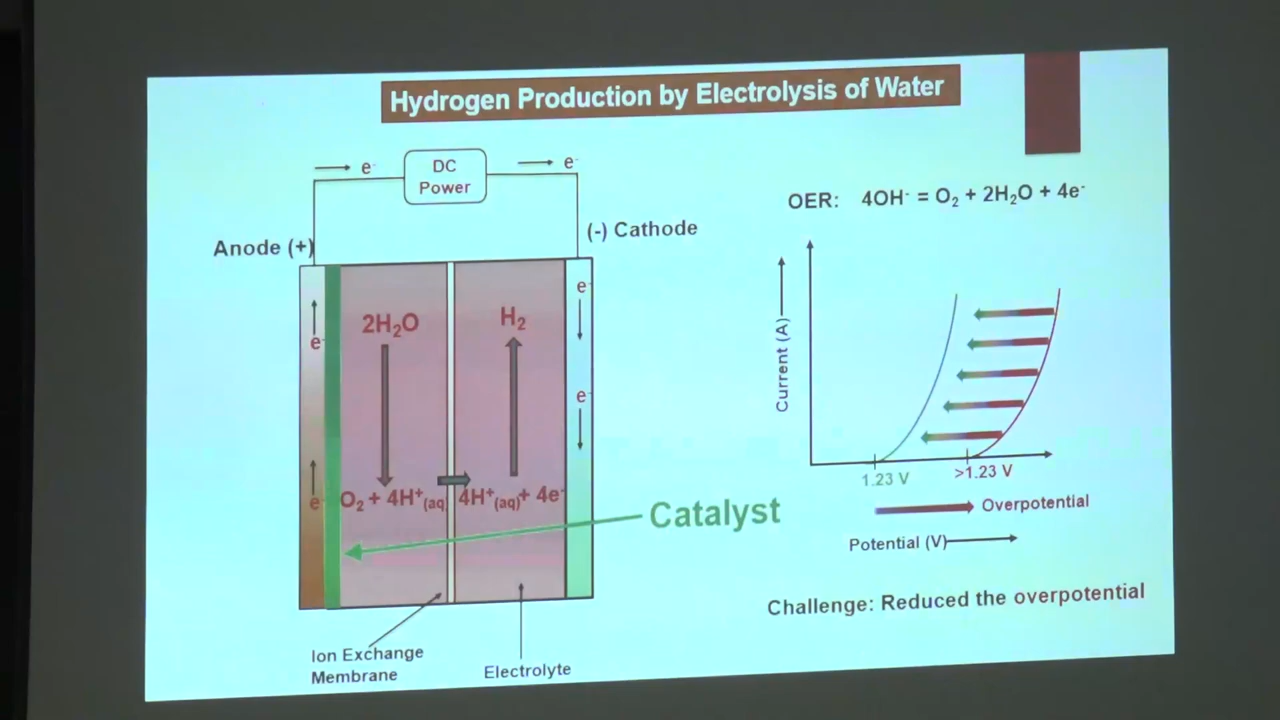 Hydrogen Production by Electrolysis of Water
e⁻
DC
Power
e⁻
Anode (+)
(-) Cathode
e⁻
e⁻
2H₂O
H₂
e⁻
e⁻
O₂ + 4H⁺(aq)
4H⁺(aq)+ 4e⁻
Catalyst
Ion Exchange
Membrane
Electrolyte
OER: 4OH⁻ = O₂ + 2H₂O + 4e⁻
Current (A)
1.23 V
>1.23 V
Overpotential
Potential (V)
Challenge: Reduced the overpotential